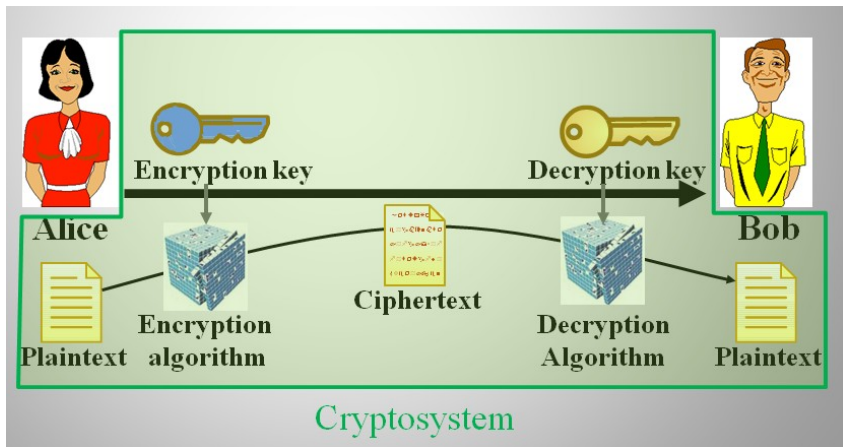 Encryption key
Decryption key
Alice
Bob
Ciphertext
Plaintext
Encryption
algorithm
Decryption
Algorithm
Plaintext
Cryptosystem